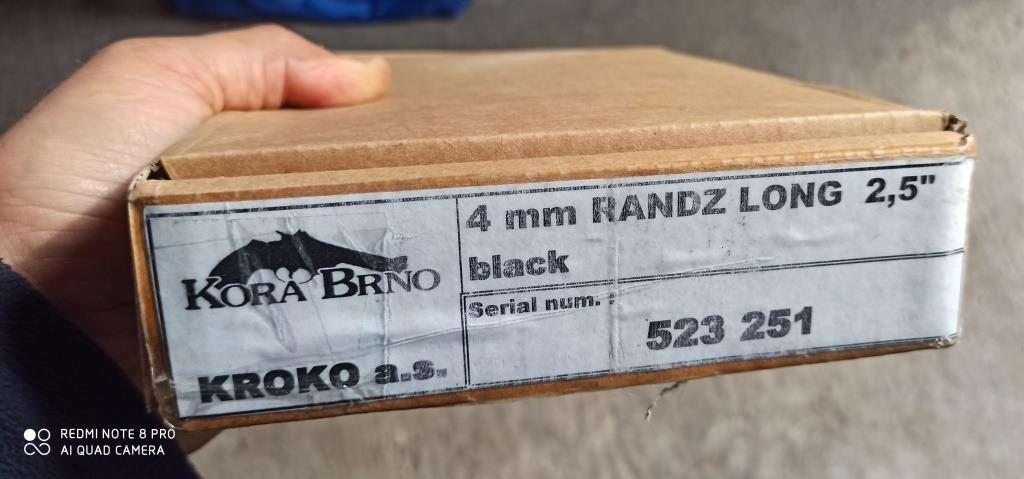 4 mm RANDZ LONG 2,5"
black
KORA BRNO
Serial num. :
523 251
KROKO a.s.
REDMI NOTE 8 PRO
AI QUAD CAMERA